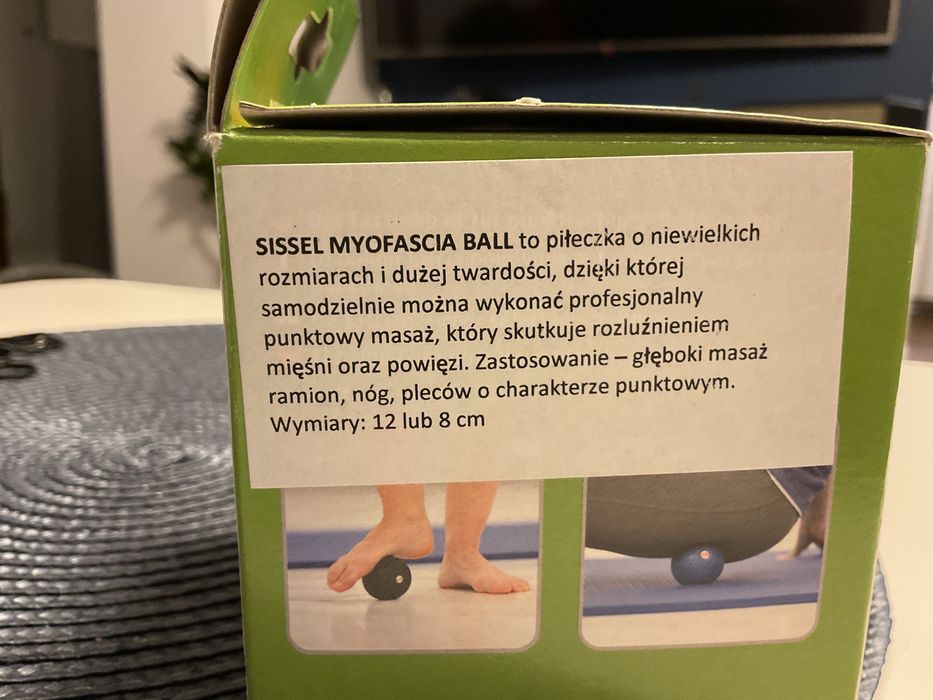 SISSEL MYOFASCIA BALL to piłeczka o niewielkich
rozmiarach i dużej twardości, dzięki której
samodzielnie można wykonać profesjonalny
punktowy masaż, który skutkuje rozluźnieniem
mięśni oraz powięzi. Zastosowanie – głęboki masaż
ramion, nóg, pleców o charakterze punktowym.
Wymiary: 12 lub 8 cm